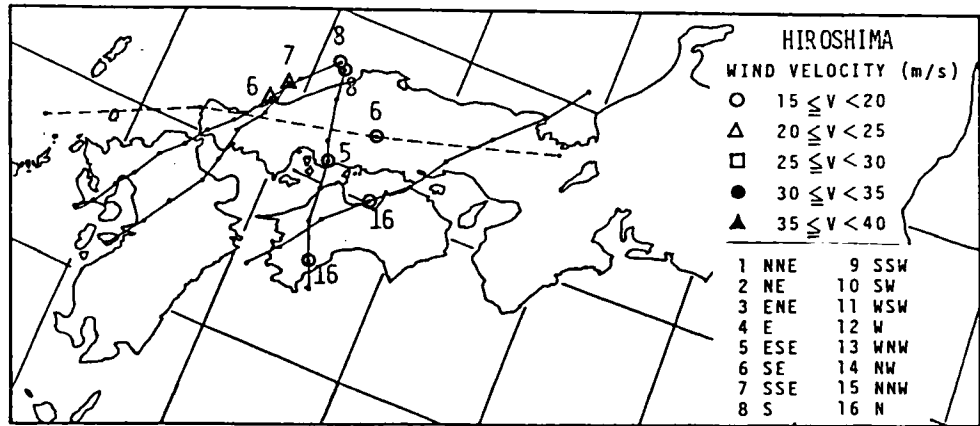 HIROSHIMA
WIND VELOCITY (m/s)
○ 15 ≦ V < 20
△ 20 ≦ V < 25
□ 25 ≦ V < 30
● 30 ≦ V < 35
▲ 35 ≦ V < 40
1 NNE 9 SSW
2 NE 10 SW
3 ENE 11 WSW
4 E 12 W
5 ESE 13 WNW
6 SE 14 NW
7 SSE 15 NNW
8 S 16 N
8
7
8
6
6
5
16
16